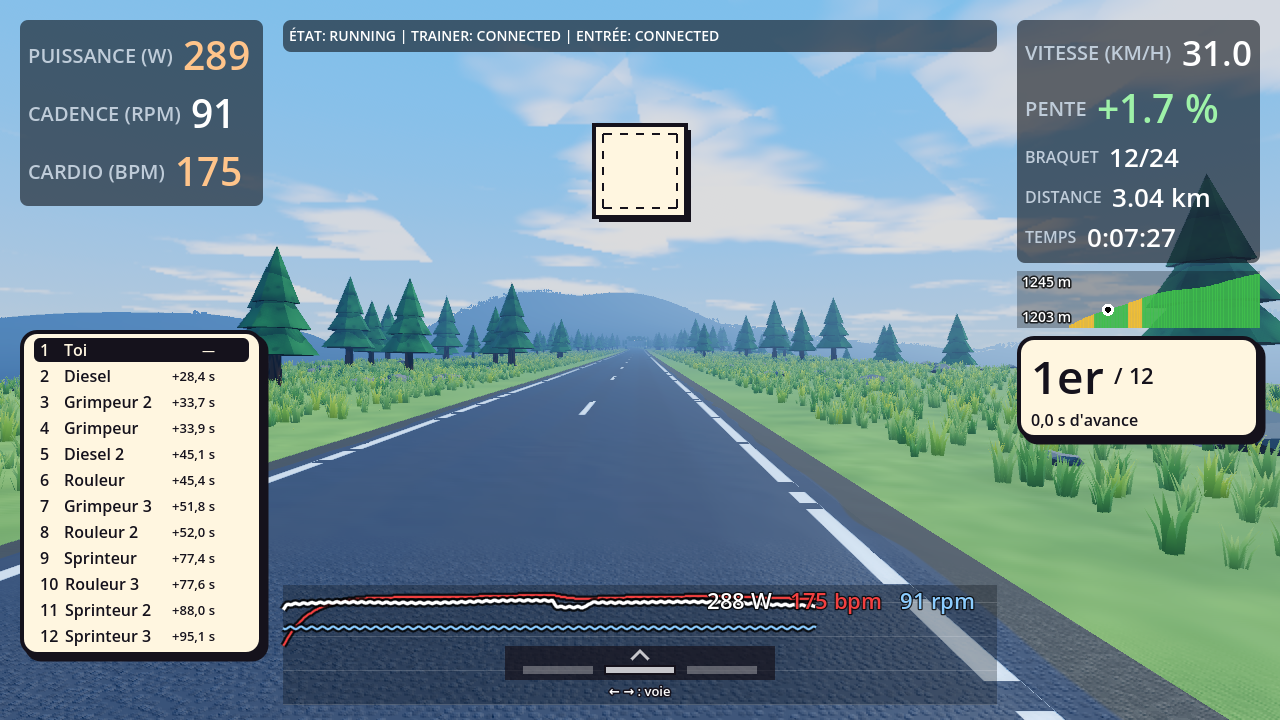 PUISSANCE (W) 289
CADENCE (RPM) 91
CARDIO (BPM) 175
ÉTAT: RUNNING | TRAINER: CONNECTED | ENTRÉE: CONNECTED
VITESSE (KM/H) 31.0
PENTE +1.7 %
BRAQUET 12/24
DISTANCE 3.04 km
TEMPS 0:07:27
1245 m
1203 m
1er / 12
0,0 s d'avance
1 Toi —
2 Diesel +28,4 s
3 Grimpeur 2 +33,7 s
4 Grimpeur +33,9 s
5 Diesel 2 +45,1 s
6 Rouleur +45,4 s
7 Grimpeur 3 +51,8 s
8 Rouleur 2 +52,0 s
9 Sprinteur +77,4 s
10 Rouleur 3 +77,6 s
11 Sprinteur 2 +88,0 s
12 Sprinteur 3 +95,1 s
288 W 175 bpm 91 rpm
← → : voie